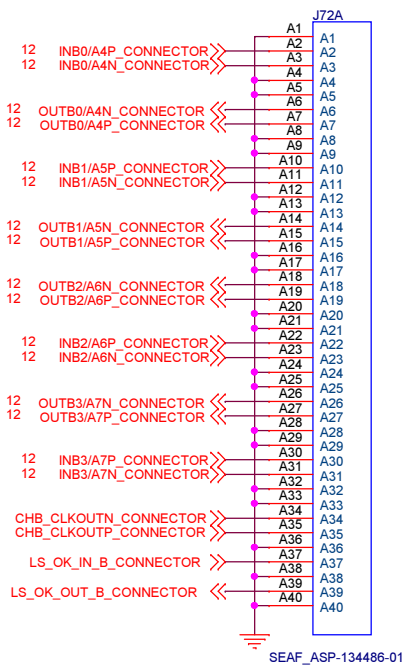 J72A
A1 A1
12 INB0/A4P_CONNECTOR A2 A2
12 INB0/A4N_CONNECTOR A3 A3
A4 A4
A5 A5
12 OUTB0/A4N_CONNECTOR A6 A6
12 OUTB0/A4P_CONNECTOR A7 A7
A8 A8
A9 A9
12 INB1/A5P_CONNECTOR A10 A10
12 INB1/A5N_CONNECTOR A11 A11
A12 A12
A13 A13
12 OUTB1/A5N_CONNECTOR A14 A14
12 OUTB1/A5P_CONNECTOR A15 A15
A16 A16
A17 A17
12 OUTB2/A6N_CONNECTOR A18 A18
12 OUTB2/A6P_CONNECTOR A19 A19
A20 A20
A21 A21
12 INB2/A6P_CONNECTOR A22 A22
12 INB2/A6N_CONNECTOR A23 A23
A24 A24
A25 A25
12 OUTB3/A7N_CONNECTOR A26 A26
12 OUTB3/A7P_CONNECTOR A27 A27
A28 A28
A29 A29
12 INB3/A7P_CONNECTOR A30 A30
12 INB3/A7N_CONNECTOR A31 A31
A32 A32
A33 A33
CHB_CLKOUTN_CONNECTOR A34 A34
CHB_CLKOUTP_CONNECTOR A35 A35
A36 A36
LS_OK_IN_B_CONNECTOR A37 A37
A38 A38
LS_OK_OUT_B_CONNECTOR A39 A39
A40 A40
SEAF_ASP-134486-01